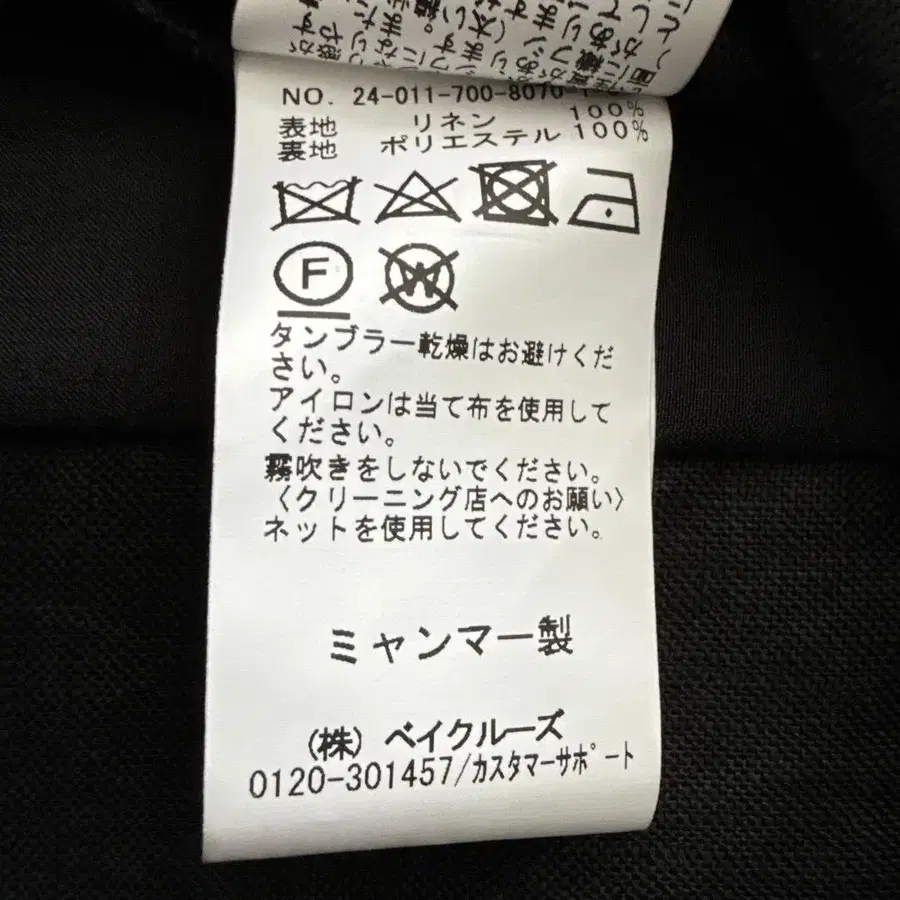 NO. 24-011-700-8070-1
表地 リネン 100%
裏地 ポリエステル 100%
F
W
タンブラー乾燥はお避けくだ
さい。
アイロンは当て布を使用して
ください。
霧吹きをしないでください。
〈クリーニング店へのお願い〉
ネットを使用してください。
ミャンマー製
(株) ベイクルーズ
0120-301457/カスタマーサポート